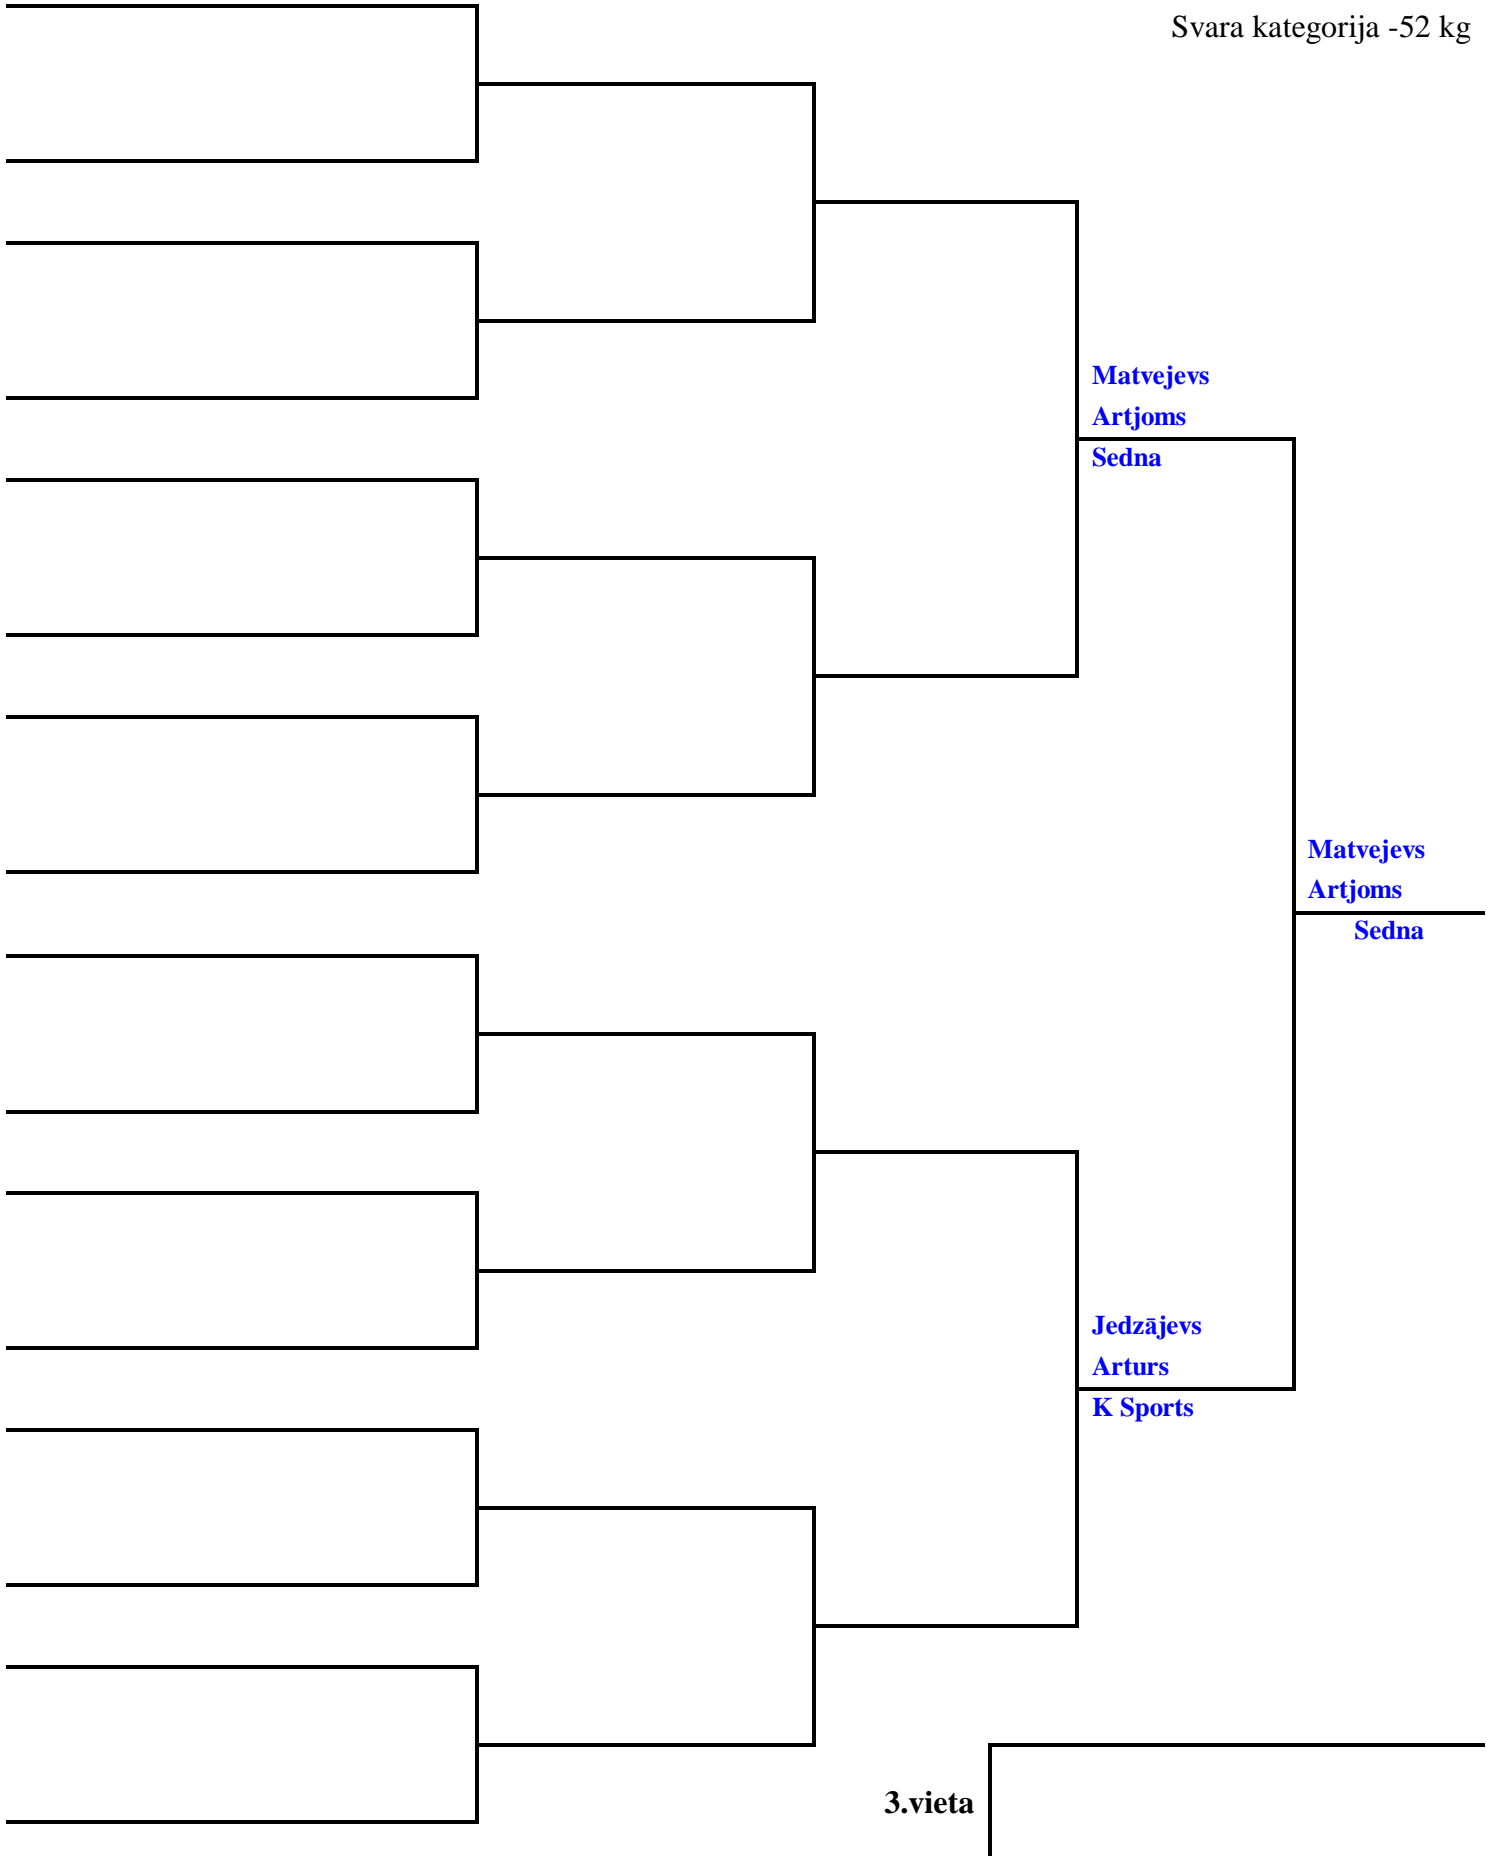 Svara kategorija -52 kg
Matvejevs
Artjoms
Sedna
Matvejevs
Artjoms
Sedna
Jedzājevs
Arturs
K Sports
3.vieta